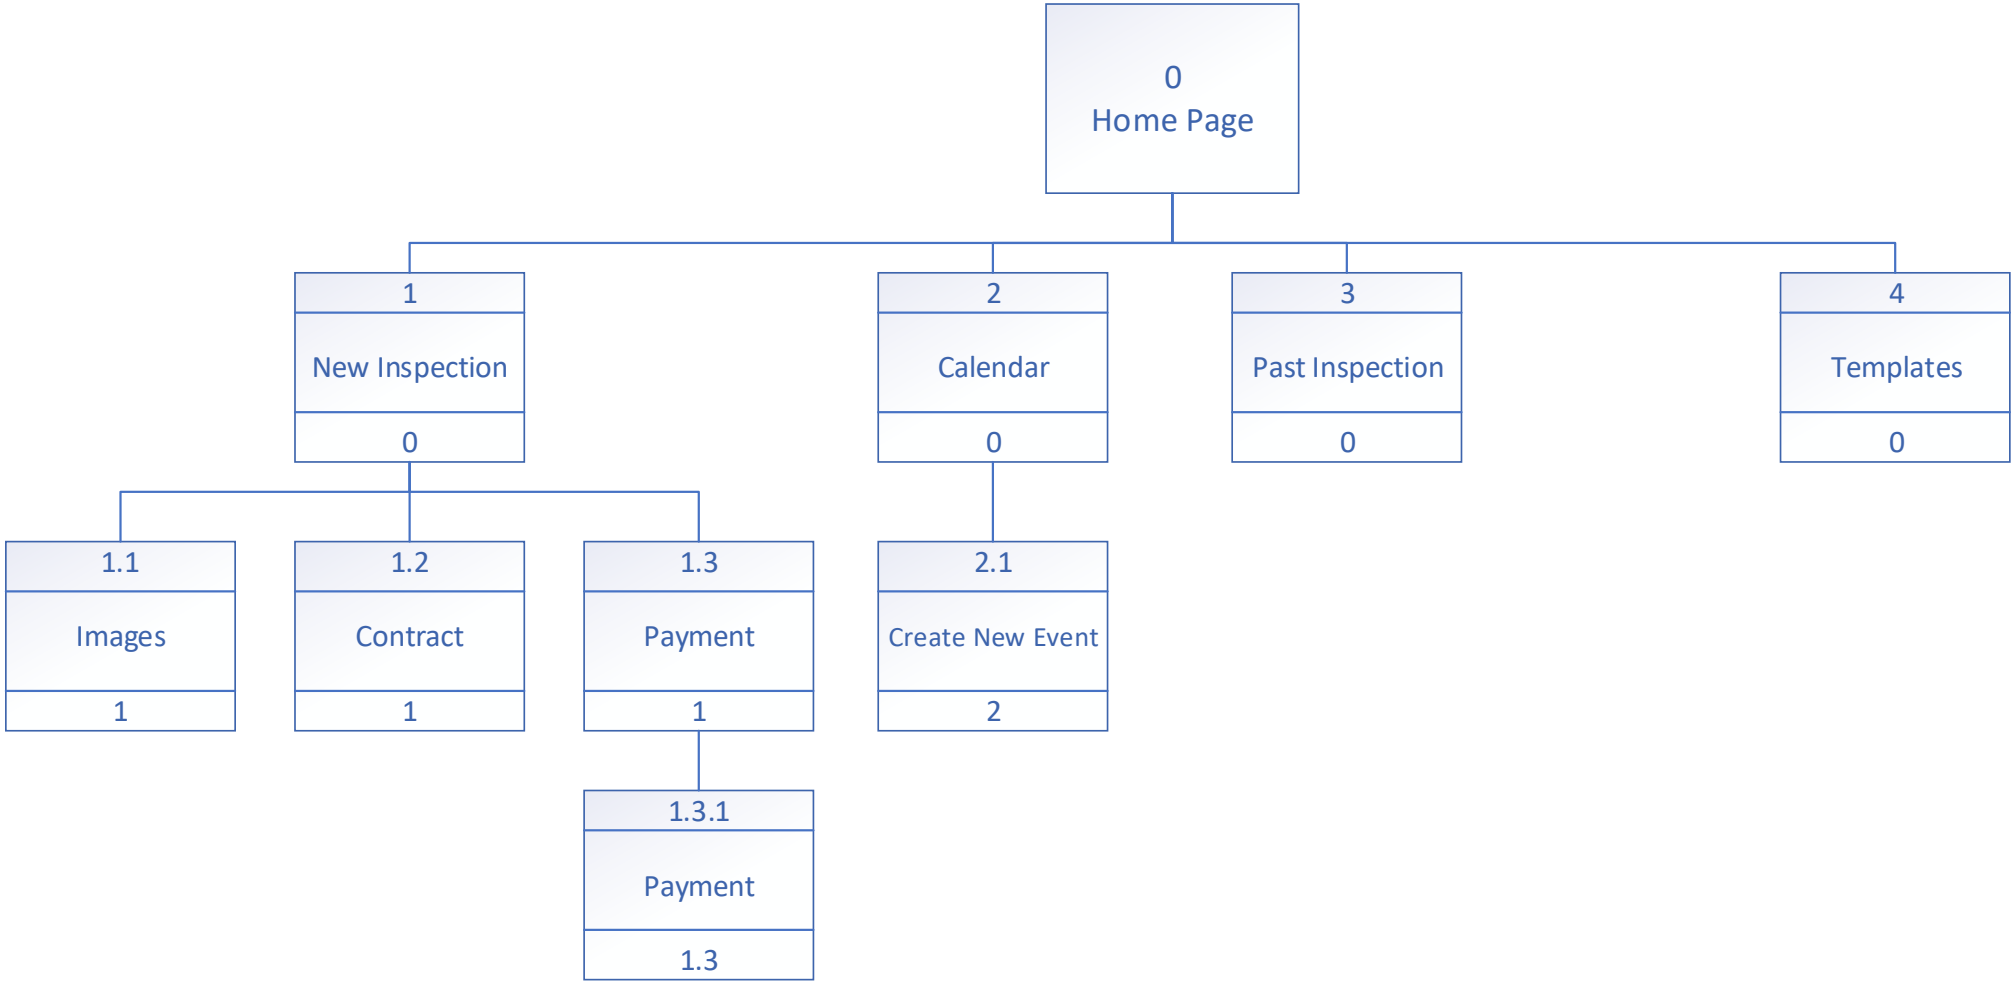 0
Home Page
1
New Inspection
0
2
Calendar
0
3
Past Inspection
0
4
Templates
0
1.1
Images
1
1.2
Contract
1
1.3
Payment
1
2.1
Create New Event
2
1.3.1
Payment
1.3